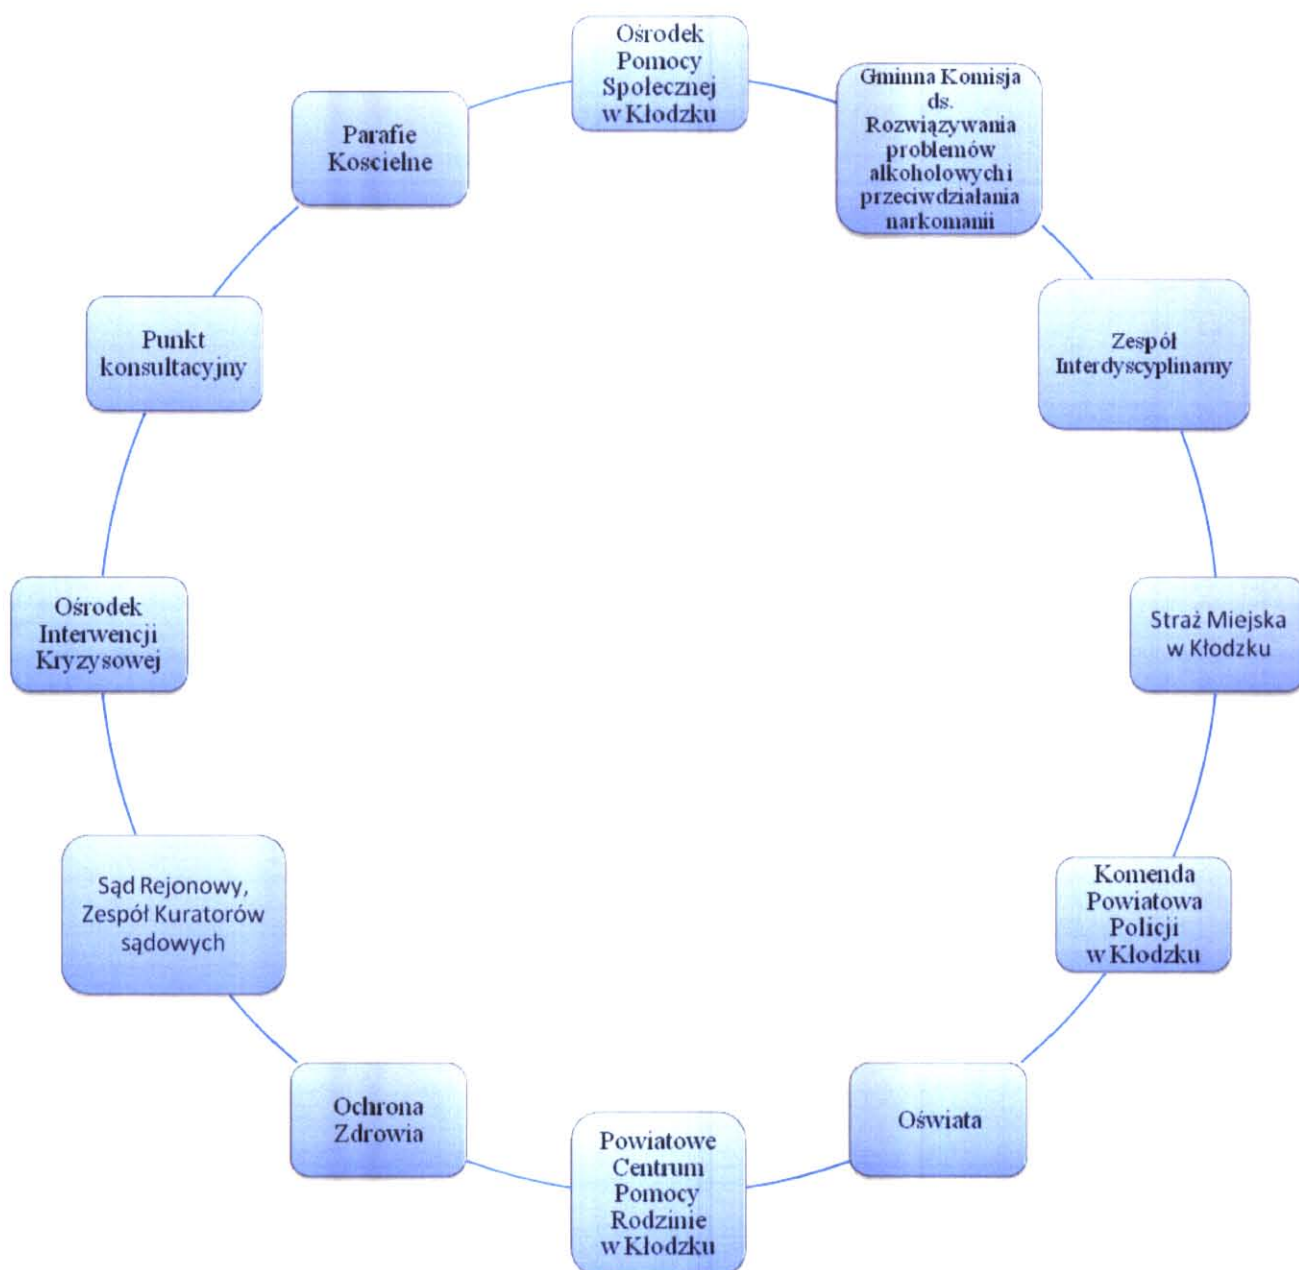 Ośrodek
Pomocy
Społecznej
w Kłodzku
Gminna Komisja
ds.
Rozwiązywania
problemów
alkoholowych i
przeciwdziałania
narkomanii
Zespół
Interdyscyplinarny
Straż Miejska
w Kłodzku
Komenda
Powiatowa
Policji
w Kłodzku
Oświata
Powiatowe
Centrum
Pomocy
Rodzinie
w Kłodzku
Ochrona
Zdrowia
Sąd Rejonowy,
Zespół Kuratorów
sądowych
Ośrodek
Interwencji
Kryzysowej
Punkt
konsultacyjny
Parafie
Koscielne